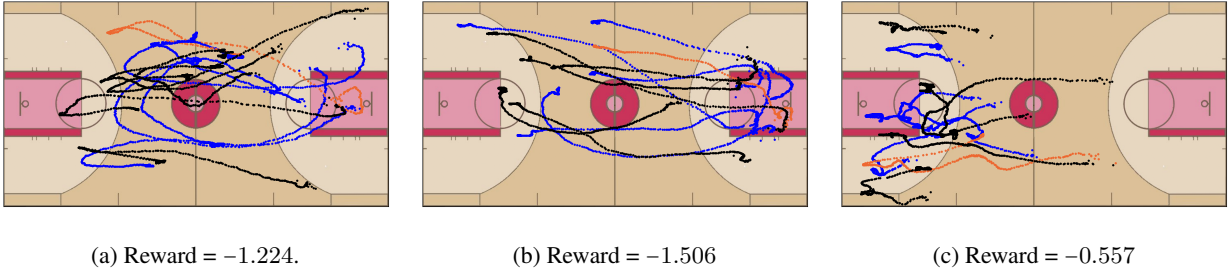 (a) Reward = −1.224.
(b) Reward = −1.506
(c) Reward = −0.557